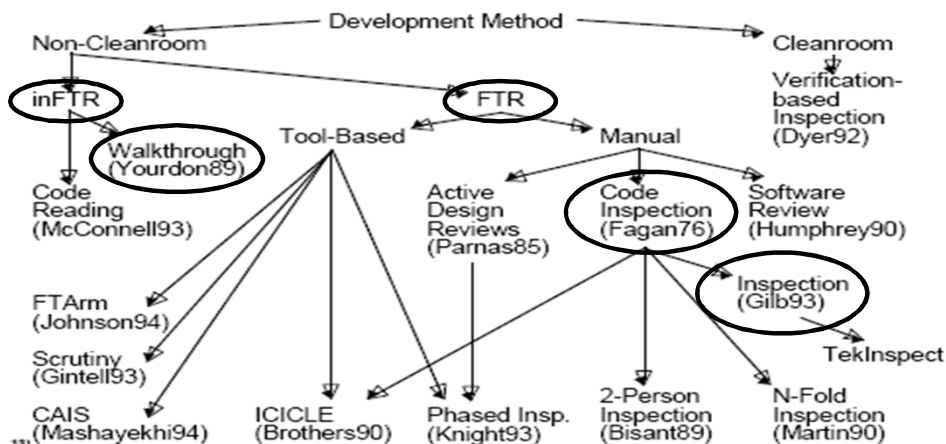 Development Method
Non-Cleanroom
Cleanroom
Verification-
based
Inspection
(Dyer92)
inFTR
FTR
Tool-Based
Manual
Walkthrough
(Yourdon89)
Code
Reading
(McConnell93)
Active
Design
Reviews
(Parnas85)
Code
Inspection
(Fagan76)
Software
Review
(Humphrey90)
Inspection
(Gilb93)
TekInspect
FTArm
(Johnson94)
Scrutiny
(Gintell93)
CAIS
(Mashayekhi94)
ICICLE
(Brothers90)
Phased Insp.
(Knight93)
2-Person
Inspection
(Bisant89)
N-Fold
Inspection
(Martin90)